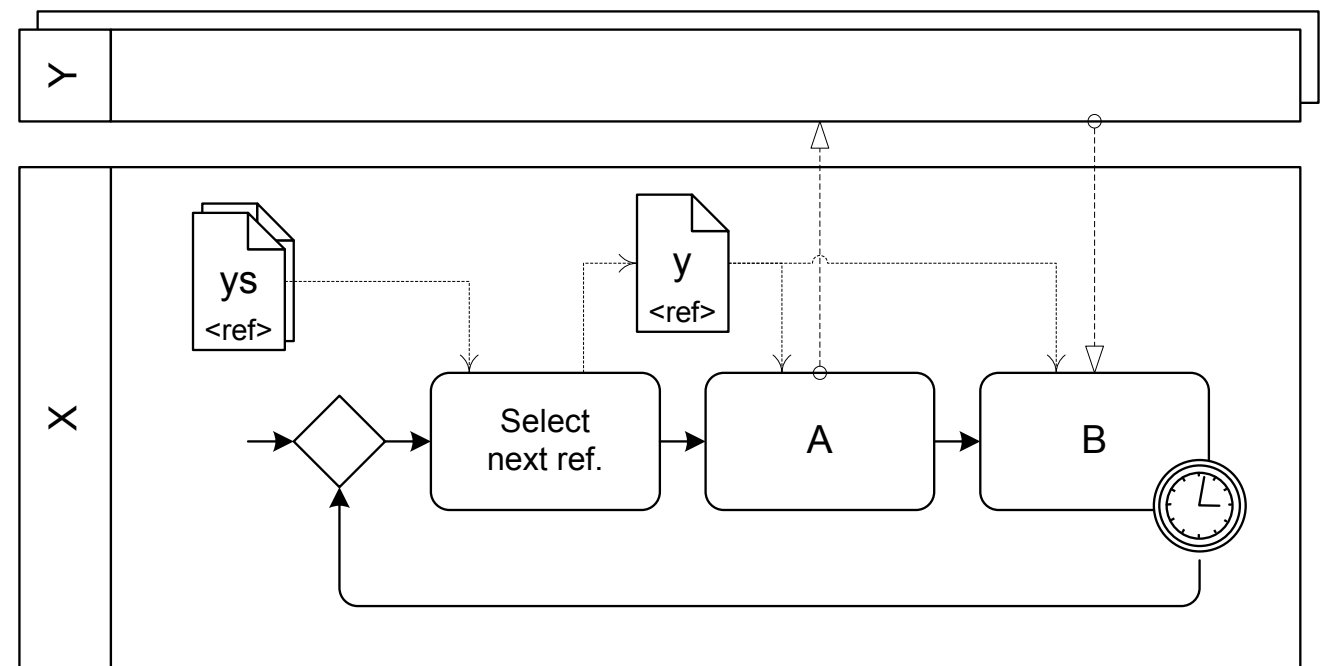 Y
X
ys
<ref>
y
<ref>
Select
next ref.
A
B